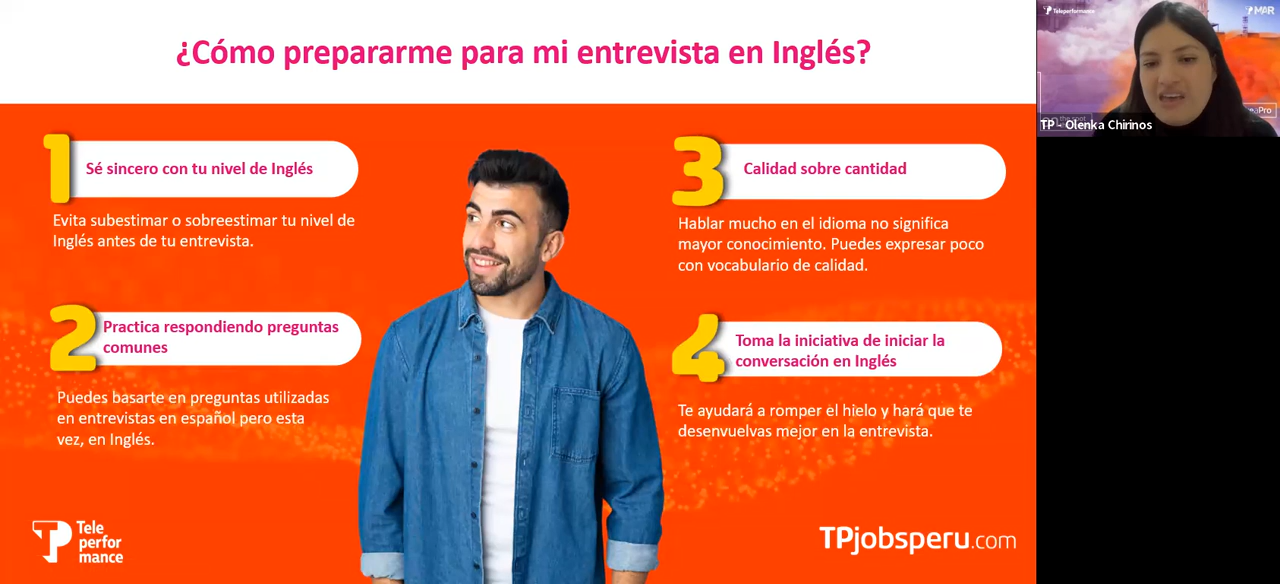 ¿Cómo prepararme para mi entrevista en Inglés?
1
Sé sincero con tu nivel de Inglés
Evita subestimar o sobreestimar tu nivel de
Inglés antes de tu entrevista.
2
Practica respondiendo preguntas
comunes
Puedes basarte en preguntas utilizadas
en entrevistas en español pero esta
vez, en Inglés.
3
Calidad sobre cantidad
Hablar mucho en el idioma no significa
mayor conocimiento. Puedes expresar poco
con vocabulario de calidad.
4
Toma la iniciativa de iniciar la
conversación en Inglés
Te ayudará a romper el hielo y hará que te
desenvuelvas mejor en la entrevista.
Tele
perfor
mance
TPjobsperu.com
Teleperformance
MAR
TP - Olenka Chirinos